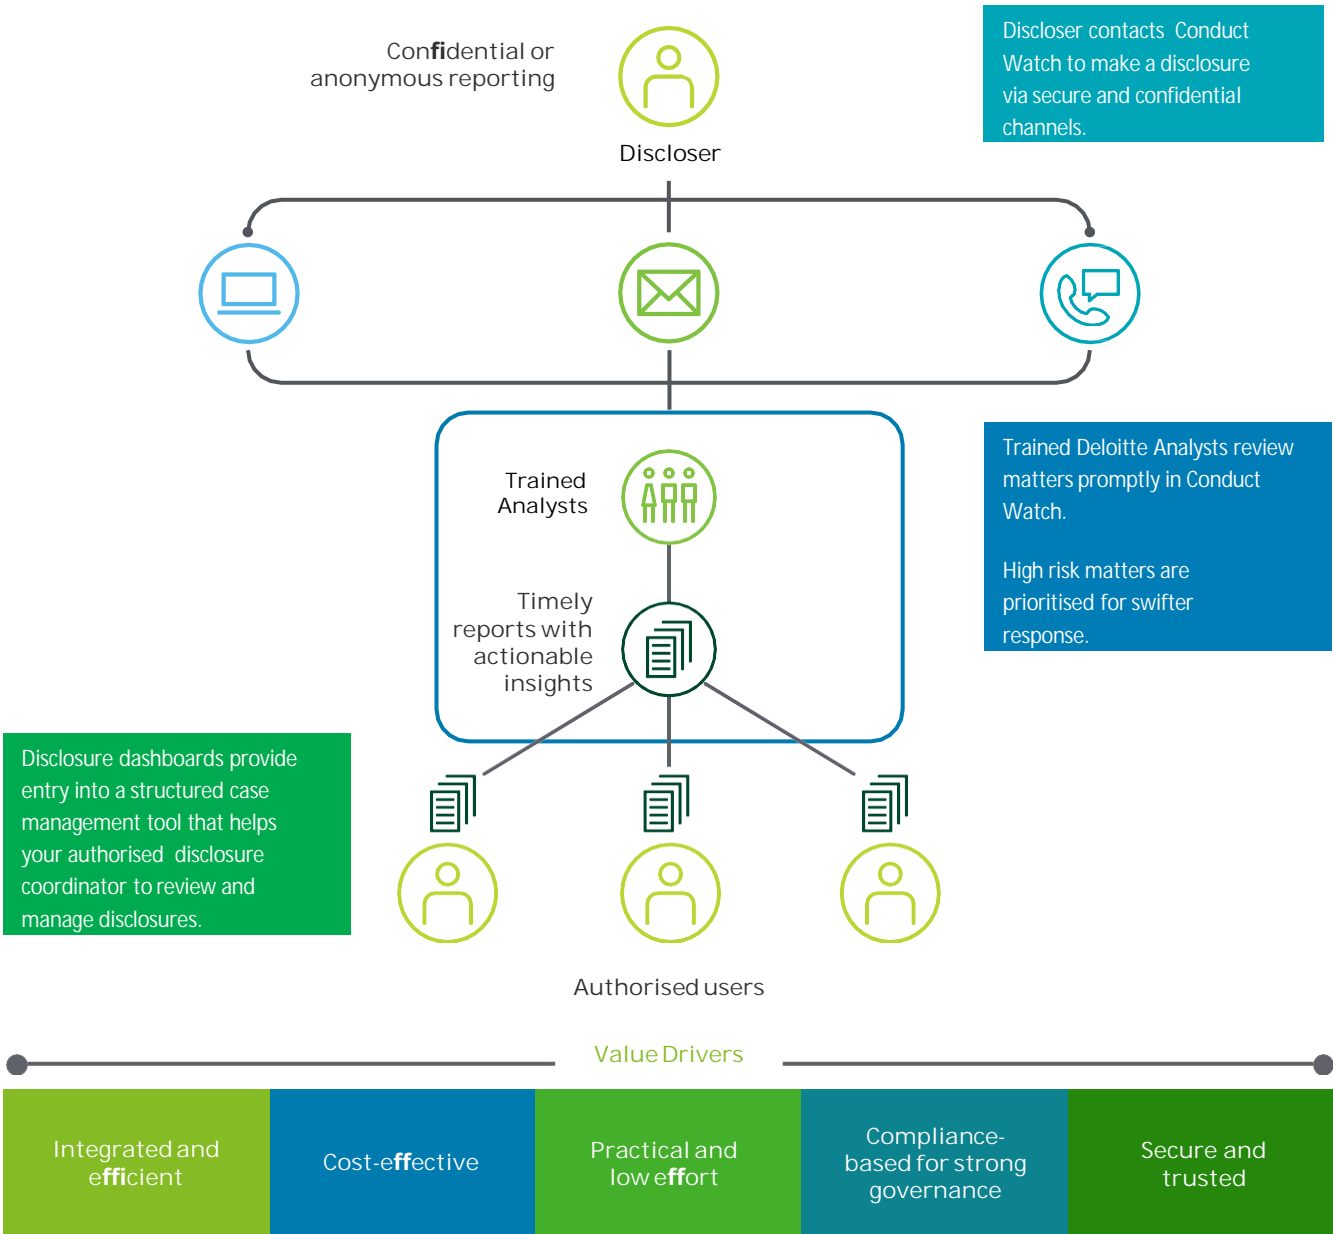 Confidential or
anonymous reporting
Discloser
Discloser contacts Conduct
Watch to make a disclosure
via secure and confidential
channels.
Trained
Analysts
Timely
reports with
actionable
insights
Trained Deloitte Analysts review
matters promptly in Conduct
Watch.
High risk matters are
prioritised for swifter
response.
Disclosure dashboards provide
entry into a structured case
management tool that helps
your authorised disclosure
coordinator to review and
manage disclosures.
Authorised users
Value Drivers
Integrated and
efficient
Cost-effective
Practical and
low effort
Compliance-
based for strong
governance
Secure and
trusted